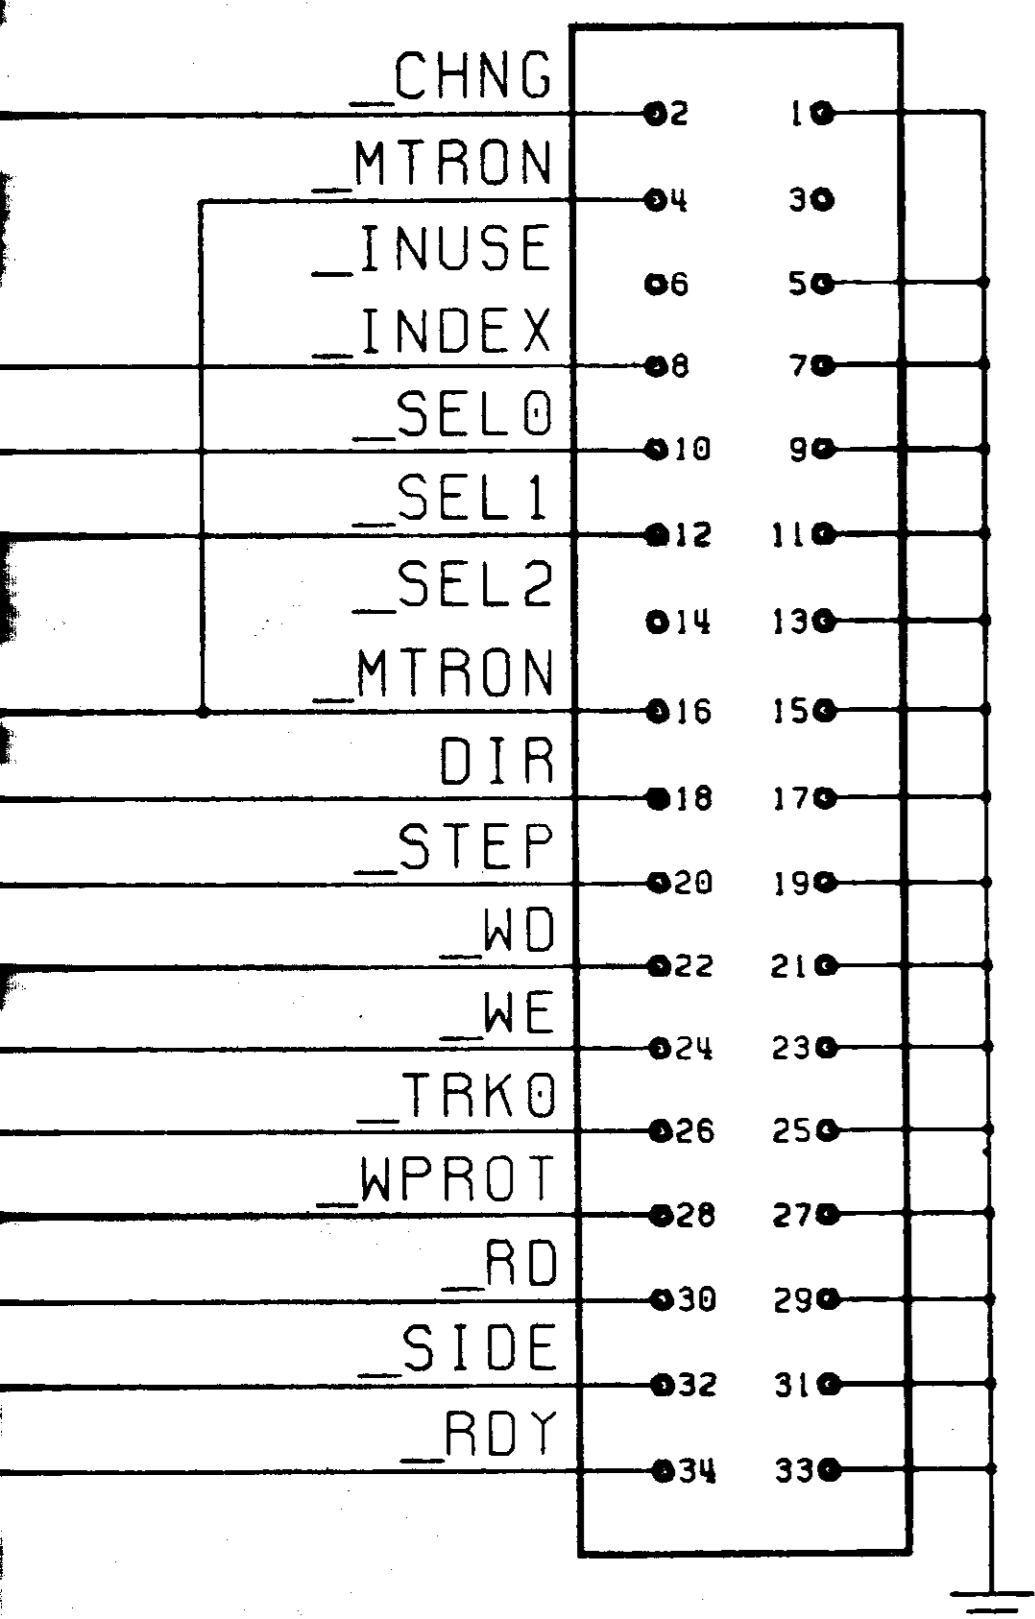 _CHNG
2 1
_MTRON
4 3
_INUSE
6 5
_INDEX
8 7
_SEL0
10 9
_SEL1
12 11
_SEL2
14 13
_MTRON
16 15
DIR
18 17
_STEP
20 19
_WD
22 21
_WE
24 23
_TRK0
26 25
_WPROT
28 27
_RD
30 29
_SIDE
32 31
_RDY
34 33